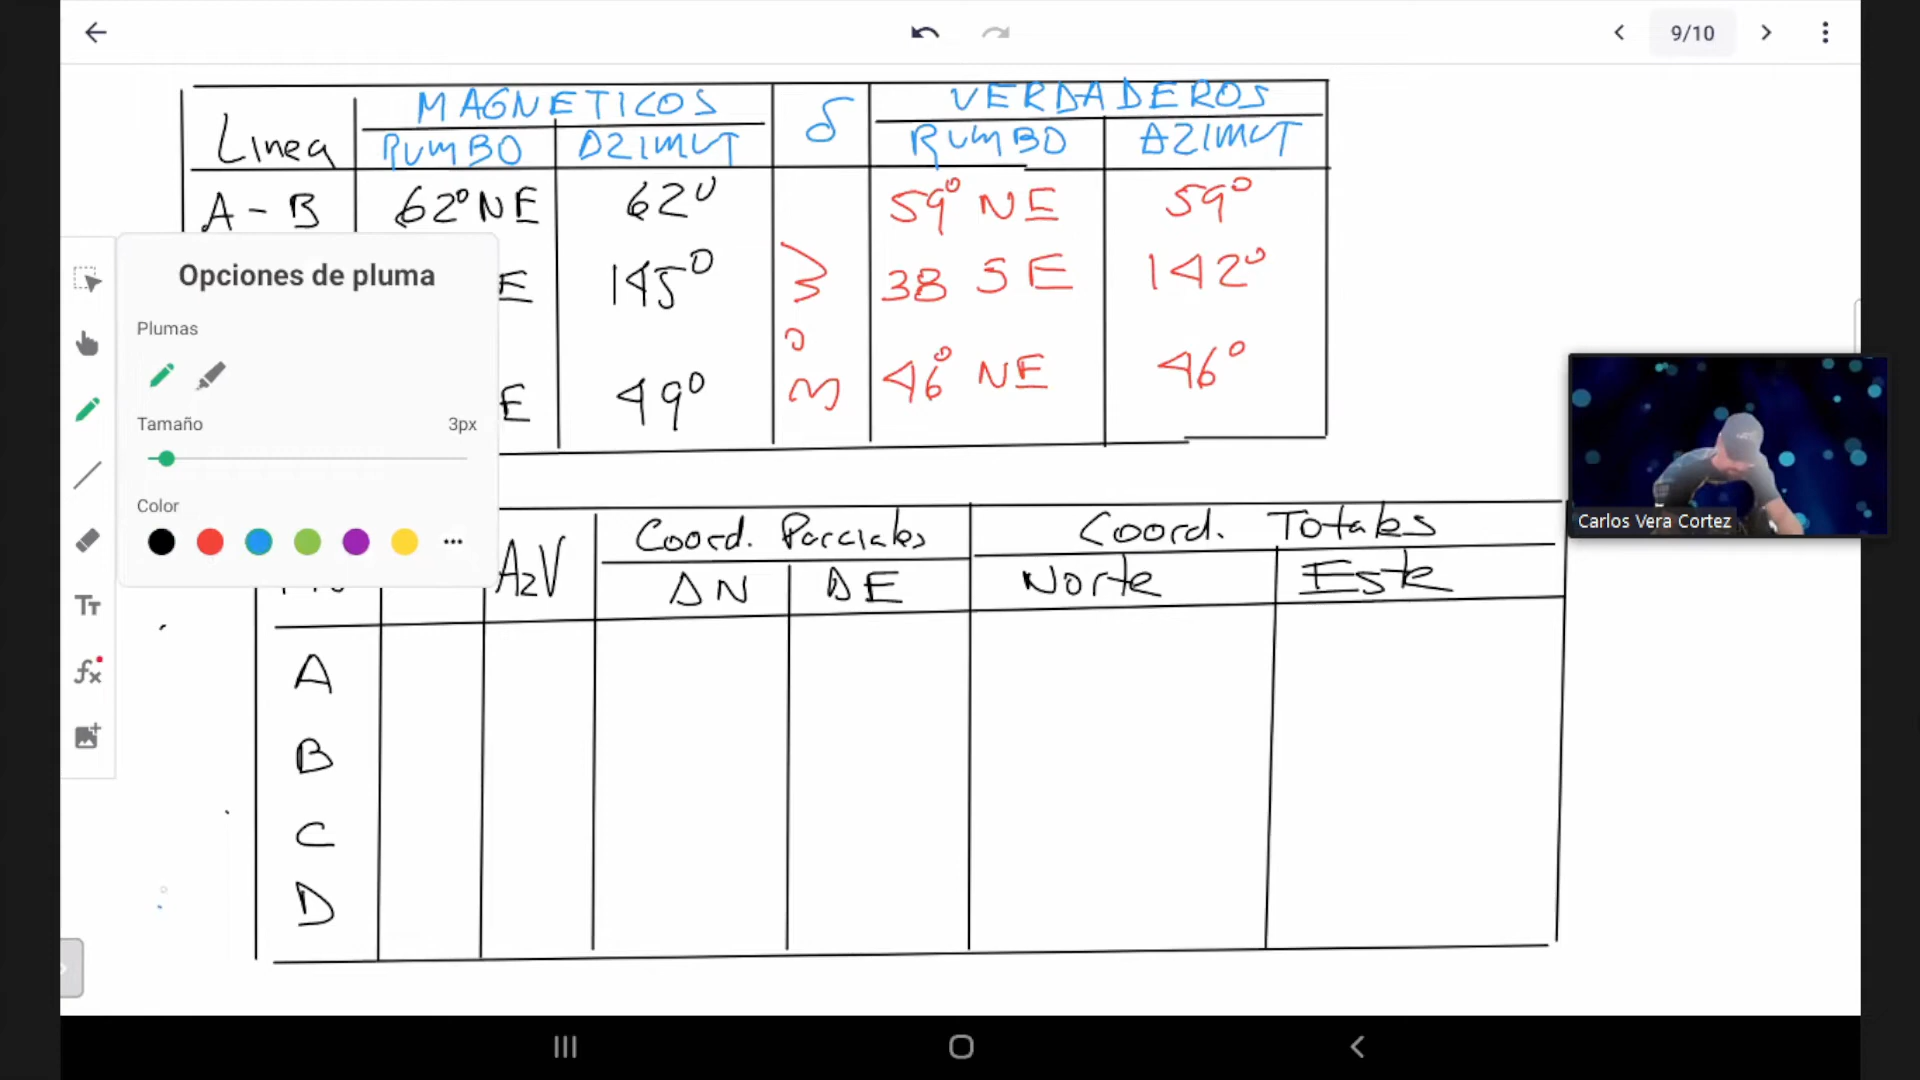 9/10
MAGNETICOS
δ
VERDADEROS
Linea
RUMBO
AZIMUT
RUMBO
AZIMUT
A - B
62° NE
62°
59° NE
59°
E
145°
38 SE
142°
E
49°
46° NE
46°
Opciones de pluma
Plumas
Tamaño
3px
Color
Carlos Vera Cortez
AzV
Coord. Parciales
Coord. Totales
ΔN
ΔE
Norte
Este
A
B
C
D